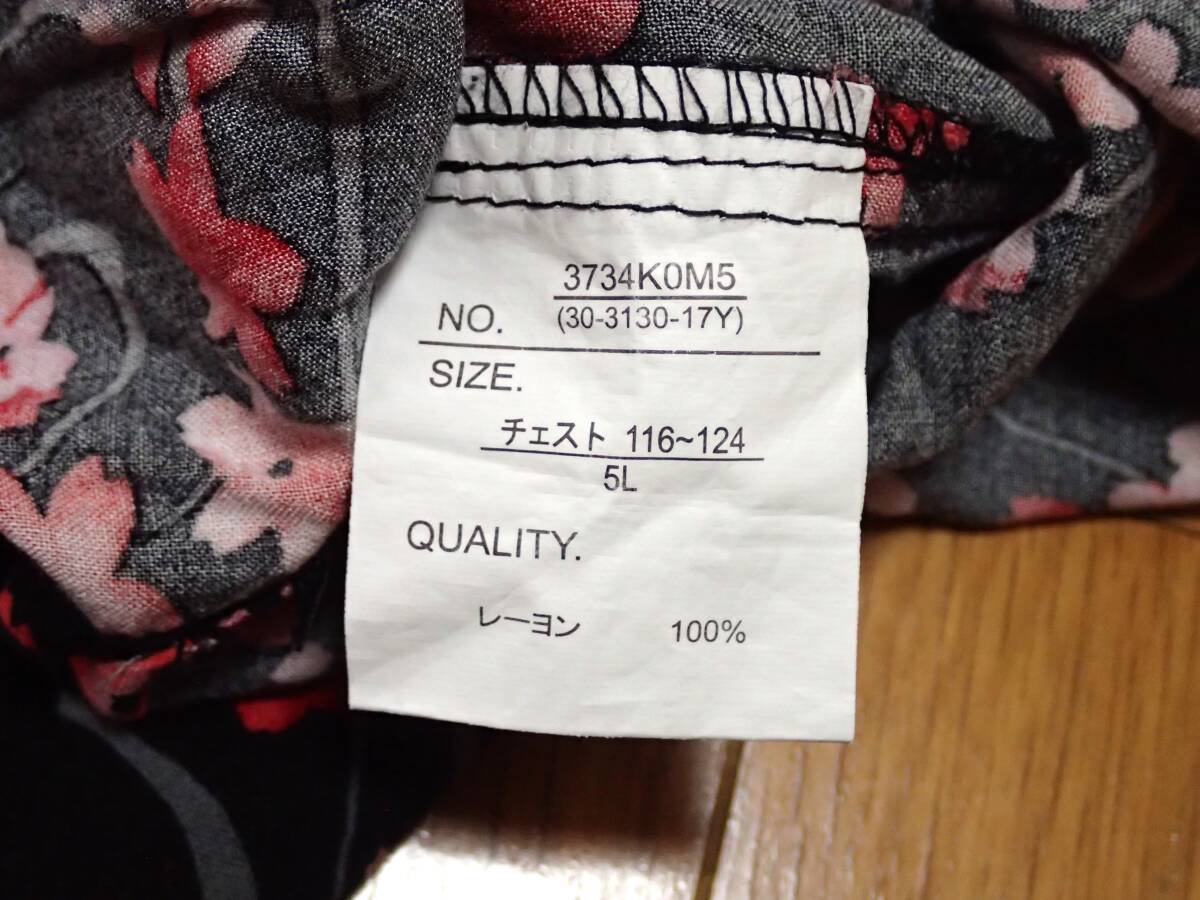 3734K0M5
NO. (30-3130-17Y)
SIZE.
チェスト 116~124
5L
QUALITY.
レーヨン 100%